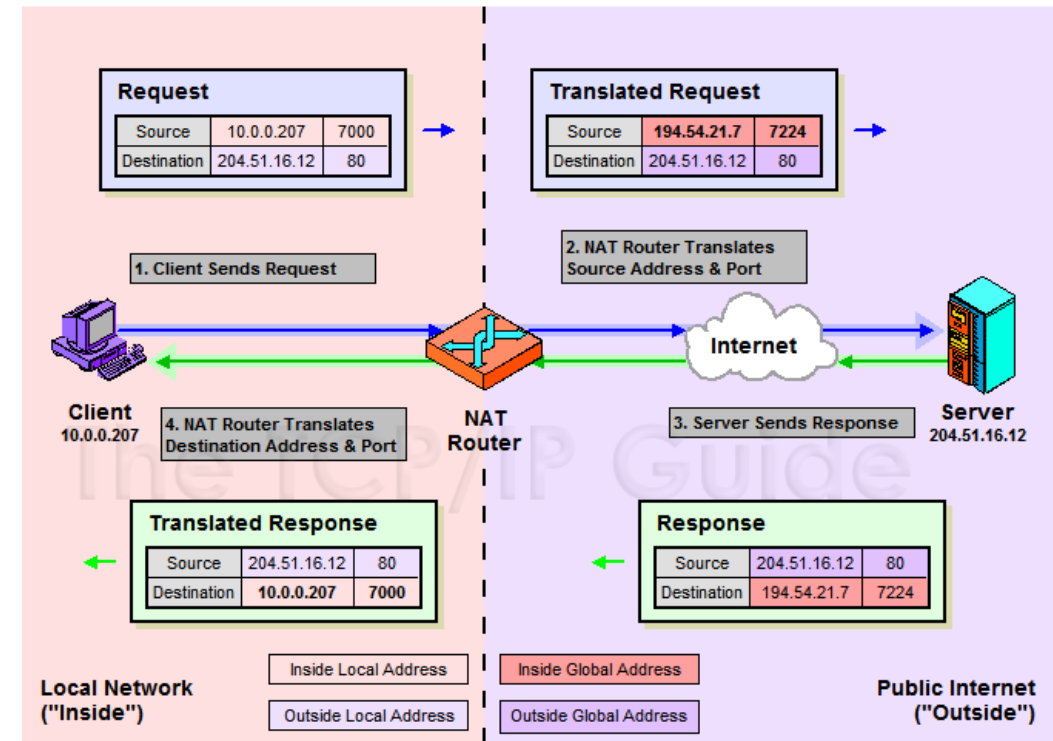 Request
Source 10.0.0.207 7000
Destination 204.51.16.12 80
Translated Request
Source 194.54.21.7 7224
Destination 204.51.16.12 80
1. Client Sends Request
2. NAT Router Translates
Source Address & Port
Internet
Client
10.0.0.207
NAT
Router
Server
204.51.16.12
4. NAT Router Translates
Destination Address & Port
3. Server Sends Response
The TCP/IP Guide
Translated Response
Source 204.51.16.12 80
Destination 10.0.0.207 7000
Response
Source 204.51.16.12 80
Destination 194.54.21.7 7224
Local Network
("Inside")
Inside Local Address
Outside Local Address
Inside Global Address
Outside Global Address
Public Internet
("Outside")